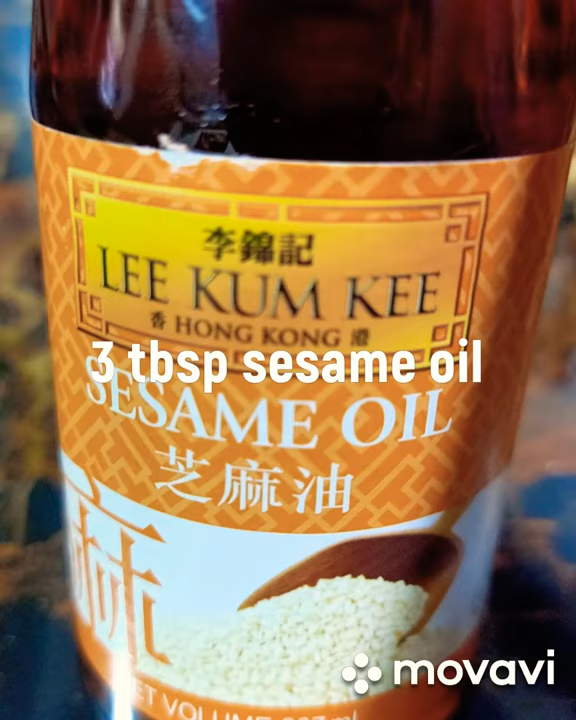 李錦記
LEE KUM KEE
香 HONG KONG 港
3 tbsp sesame oil
SESAME OIL
芝麻油
麻
movavi
VOLUME